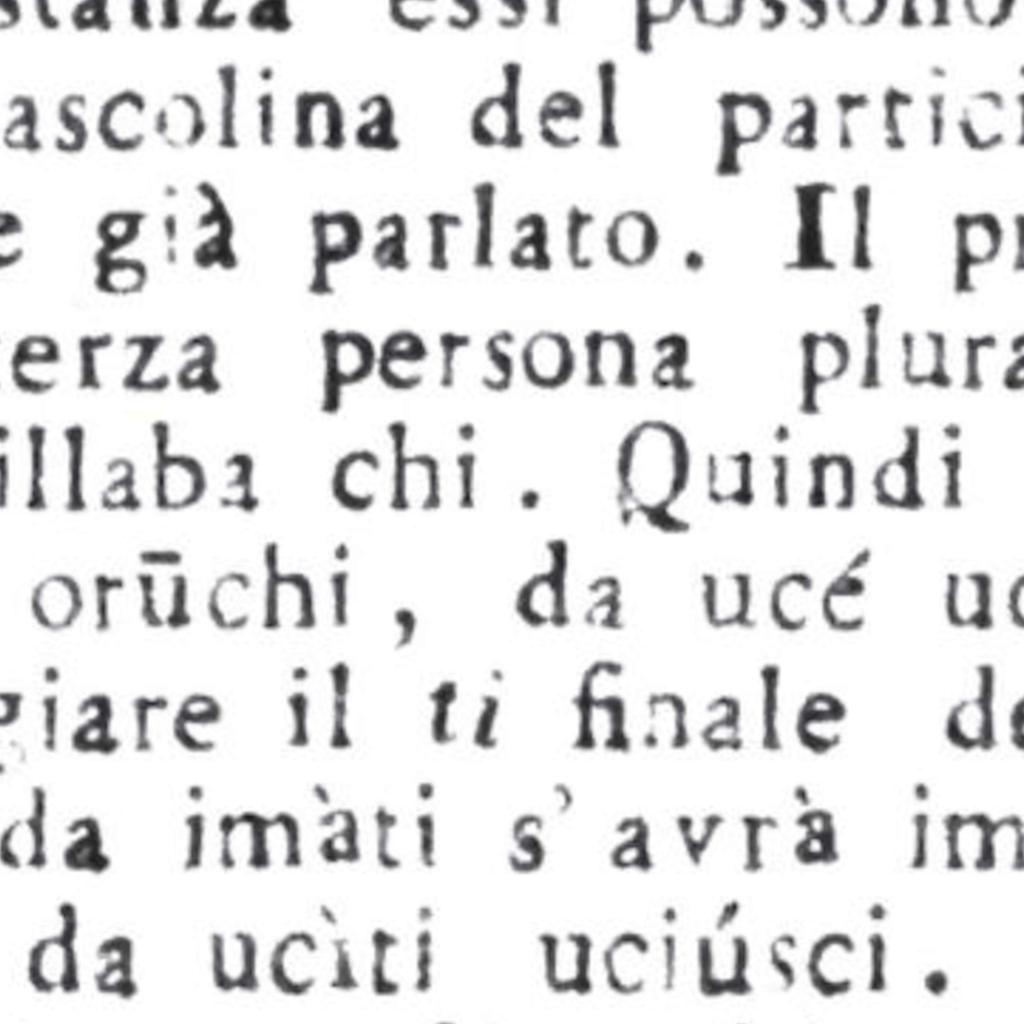 stanza essi possono
ascolina del partici
e già parlato. Il pr
terza persona plura
illaba chi. Quindi
orūchi, da ucé uc
giare il ti finale de
da imàti s'avrà im
da ucìti uciúsci.